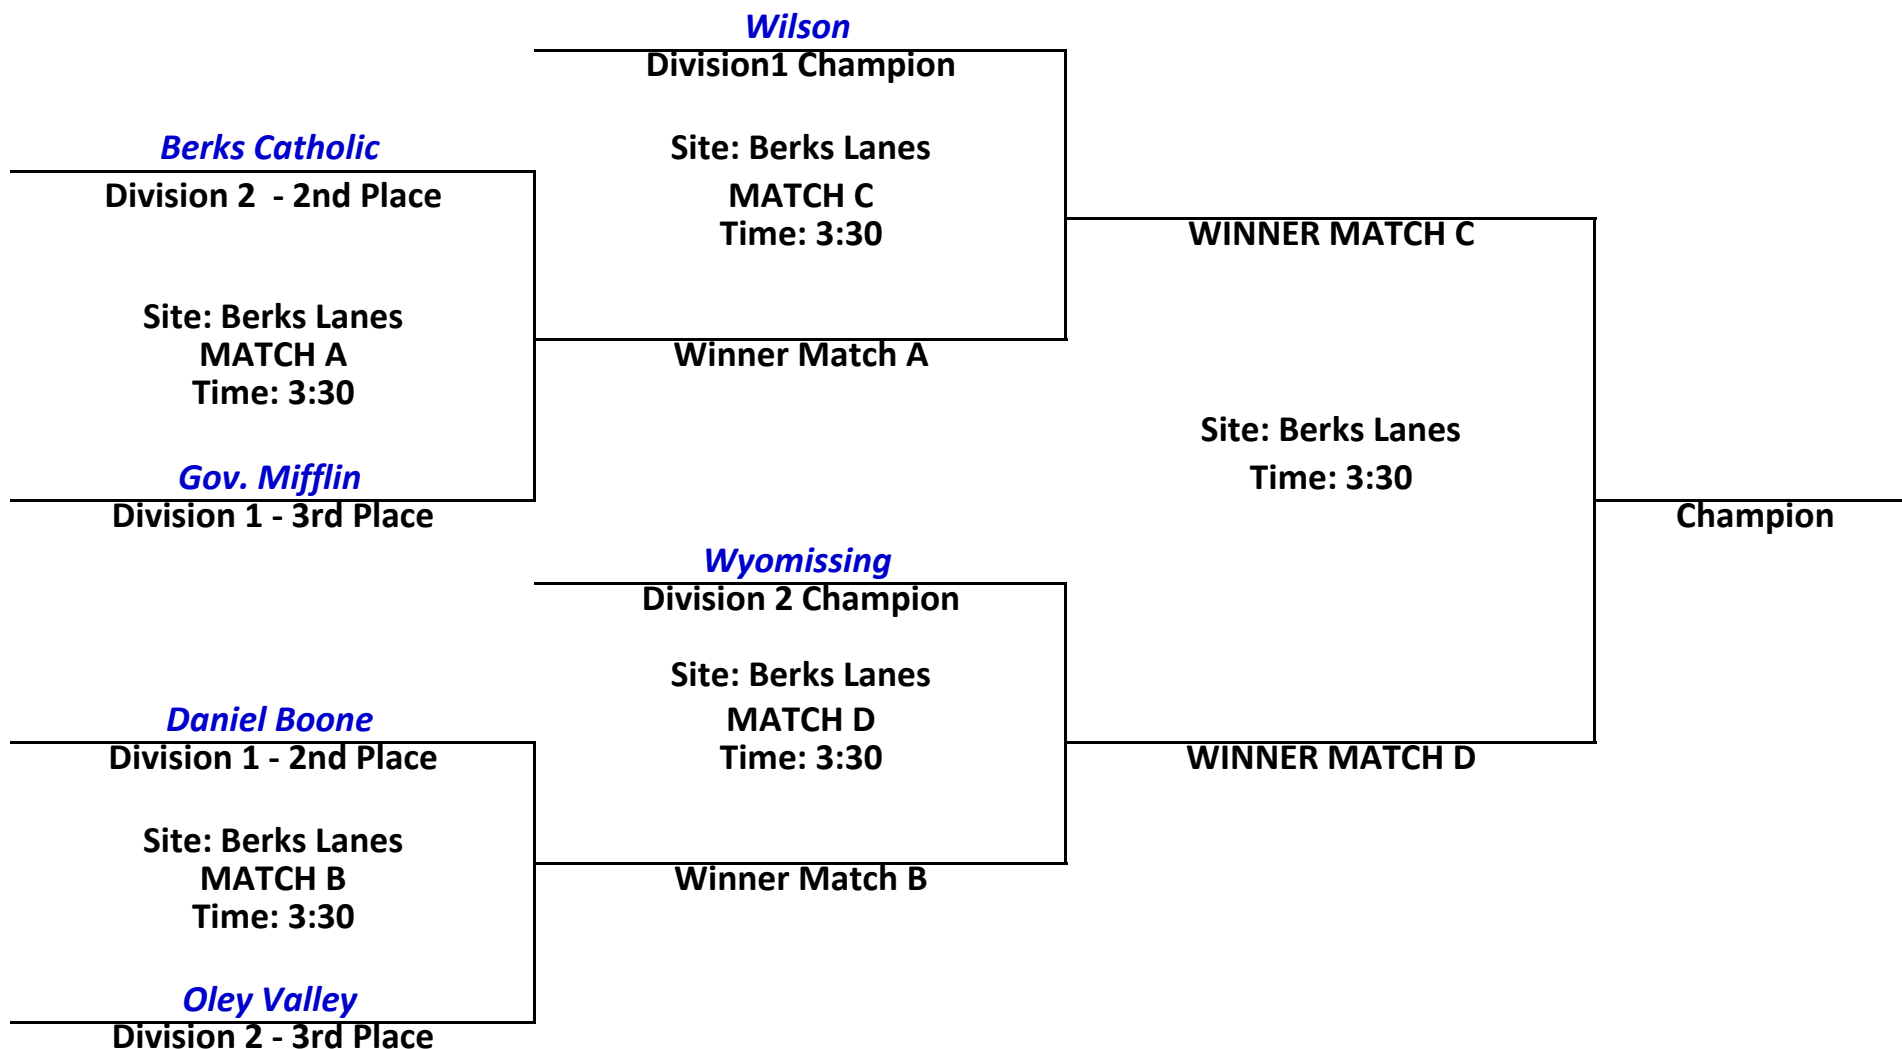 Wilson
Division1 Champion
Berks Catholic
Division 2 - 2nd Place
Site: Berks Lanes
MATCH C
Time: 3:30
WINNER MATCH C
Site: Berks Lanes
MATCH A
Time: 3:30
Winner Match A
Gov. Mifflin
Division 1 - 3rd Place
Site: Berks Lanes
Time: 3:30
Champion
Wyomissing
Division 2 Champion
Site: Berks Lanes
MATCH D
Time: 3:30
Daniel Boone
Division 1 - 2nd Place
WINNER MATCH D
Site: Berks Lanes
MATCH B
Time: 3:30
Winner Match B
Oley Valley
Division 2 - 3rd Place